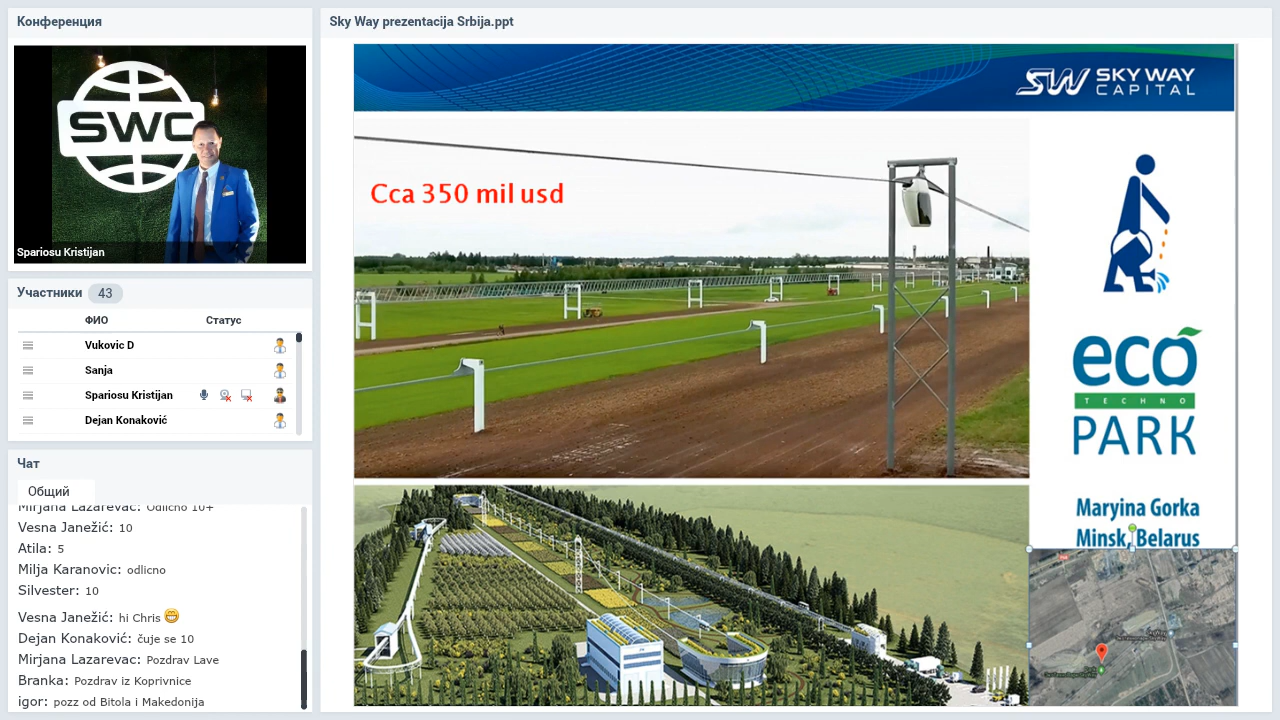 Конференция
SWC
Spariosu Kristijan
Участники 43
ФИО Статус
Vukovic D
Sanja
Spariosu Kristijan
Dejan Konaković
Чат
Общий
Mirjana Lazarevac: Odlicno 10+
Vesna Janežić: 10
Atila: 5
Milja Karanovic: odlicno
Silvester: 10
Vesna Janežić: hi Chris 😁
Dejan Konaković: čuje se 10
Mirjana Lazarevac: Pozdrav Lave
Branka: Pozdrav iz Koprivnice
igor: pozz od Bitola i Makedonija
Sky Way prezentacija Srbija.ppt
SW SKY WAY
CAPITAL
Cca 350 mil usd
eco
TECHNO
PARK
Maryina Gorka
Minsk, Belarus